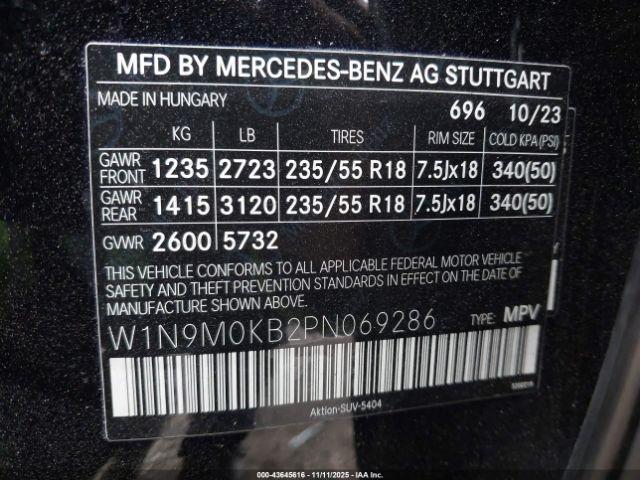 MFD BY MERCEDES-BENZ AG STUTTGART
MADE IN HUNGARY 696 10/23
KG LB TIRES RIM SIZE COLD KPA (PSI)
GAWR FRONT 1235 2723 235/55 R18 7.5Jx18 340(50)
GAWR REAR 1415 3120 235/55 R18 7.5Jx18 340(50)
GVWR 2600 5732
THIS VEHICLE CONFORMS TO ALL APPLICABLE FEDERAL MOTOR VEHICLE
SAFETY AND THEFT PREVENTION STANDARDS IN EFFECT ON THE DATE OF
MANUFACTURE SHOWN ABOVE.
W1N9M0KB2PN069286 TYPE: MPV
Aktion-SUV-5404
000-43645616 - 11/11/2025 - IAAI CORP